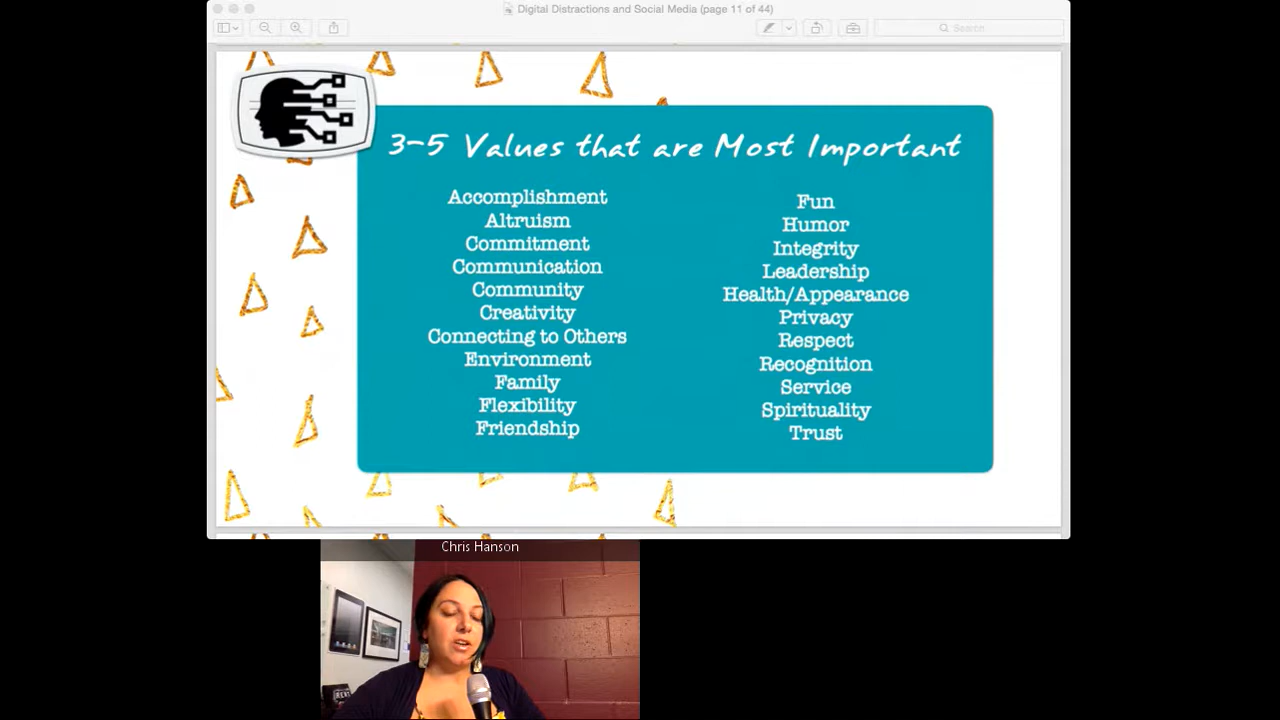 Digital Distractions and Social Media (page 11 of 44)
Search
3-5 Values that are Most Important
Accomplishment
Altruism
Commitment
Communication
Community
Creativity
Connecting to Others
Environment
Family
Flexibility
Friendship
Fun
Humor
Integrity
Leadership
Health/Appearance
Privacy
Respect
Recognition
Service
Spirituality
Trust
Chris Hanson